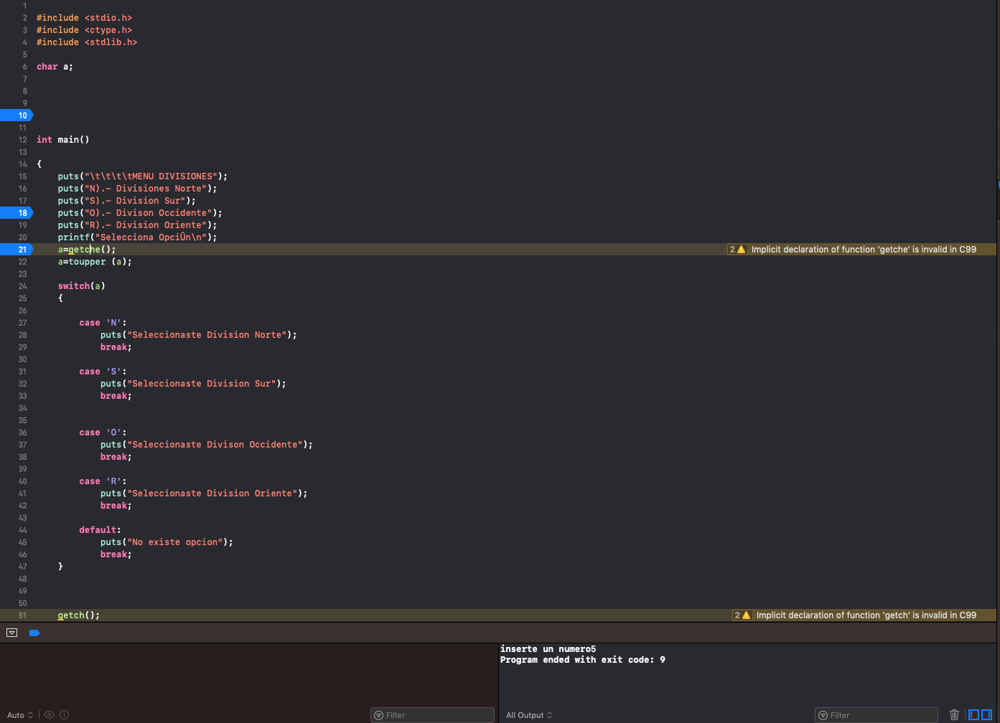 1
2 #include <stdio.h>
3 #include <ctype.h>
4 #include <stdlib.h>
5
6 char a;
7
8
9
10
11
12 int main()
13
14 {
15 puts("\t\t\t\tMENU DIVISIONES");
16 puts("N).- Divisiones Norte");
17 puts("S).- Division Sur");
18 puts("O).- Divison Occidente");
19 puts("R).- Division Oriente");
20 printf("Selecciona OpciÛn\n");
21 a=getche(); 2 Implicit declaration of function 'getche' is invalid in C99
22 a=toupper (a);
23
24 switch(a)
25 {
26
27 case 'N':
28 puts("Seleccionaste Division Norte");
29 break;
30
31 case 'S':
32 puts("Seleccionaste Division Sur");
33 break;
34
35
36 case 'O':
37 puts("Seleccionaste Divison Occidente");
38 break;
39
40 case 'R':
41 puts("Seleccionaste Division Oriente");
42 break;
43
44 default:
45 puts("No existe opcion");
46 break;
47 }
48
49
50
51 getch(); 2 Implicit declaration of function 'getch' is invalid in C99
inserte un numero5
Program ended with exit code: 9
Auto Filter All Output Filter